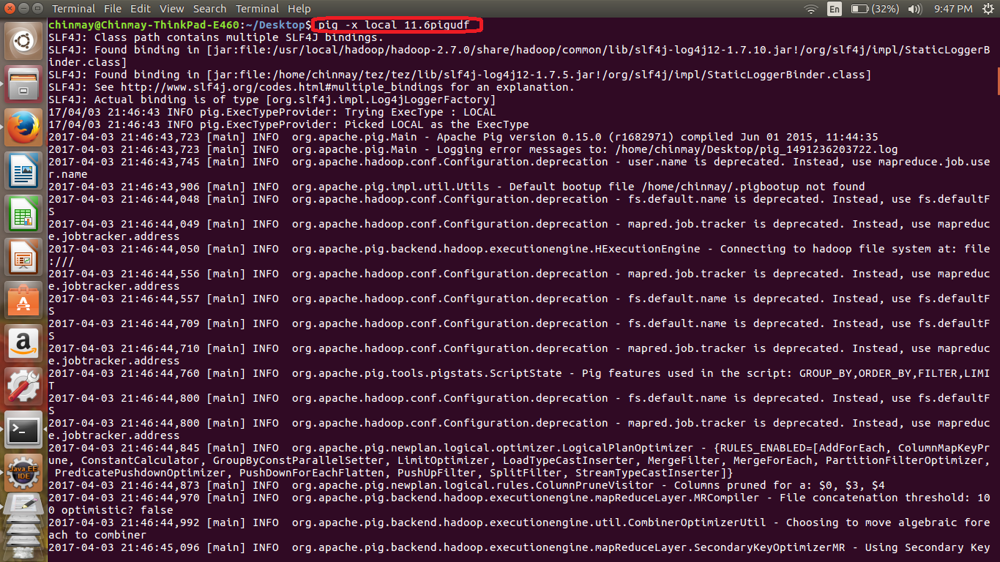 Terminal File Edit View Search Terminal Help En (32%) 9:47 PM
chinmay@Chinmay-ThinkPad-E460:~/Desktop$ pig -x local 11.6pigudf
SLF4J: Class path contains multiple SLF4J bindings.
SLF4J: Found binding in [jar:file:/usr/local/hadoop/hadoop-2.7.0/share/hadoop/common/lib/slf4j-log4j12-1.7.10.jar!/org/slf4j/impl/StaticLoggerB
inder.class]
SLF4J: Found binding in [jar:file:/home/chinmay/tez/tez/lib/slf4j-log4j12-1.7.5.jar!/org/slf4j/impl/StaticLoggerBinder.class]
SLF4J: See http://www.slf4j.org/codes.html#multiple_bindings for an explanation.
SLF4J: Actual binding is of type [org.slf4j.impl.Log4jLoggerFactory]
17/04/03 21:46:43 INFO pig.ExecTypeProvider: Trying ExecType : LOCAL
17/04/03 21:46:43 INFO pig.ExecTypeProvider: Picked LOCAL as the ExecType
2017-04-03 21:46:43,723 [main] INFO  org.apache.pig.Main - Apache Pig version 0.15.0 (r1682971) compiled Jun 01 2015, 11:44:35
2017-04-03 21:46:43,723 [main] INFO  org.apache.pig.Main - Logging error messages to: /home/chinmay/Desktop/pig_1491236203722.log
2017-04-03 21:46:43,745 [main] INFO  org.apache.hadoop.conf.Configuration.deprecation - user.name is deprecated. Instead, use mapreduce.job.use
r.name
2017-04-03 21:46:43,906 [main] INFO  org.apache.pig.impl.util.Utils - Default bootup file /home/chinmay/.pigbootup not found
2017-04-03 21:46:44,048 [main] INFO  org.apache.hadoop.conf.Configuration.deprecation - fs.default.name is deprecated. Instead, use fs.defaultF
S
2017-04-03 21:46:44,049 [main] INFO  org.apache.hadoop.conf.Configuration.deprecation - mapred.job.tracker is deprecated. Instead, use mapreduc
e.jobtracker.address
2017-04-03 21:46:44,050 [main] INFO  org.apache.pig.backend.hadoop.executionengine.HExecutionEngine - Connecting to hadoop file system at: file
:///
2017-04-03 21:46:44,556 [main] INFO  org.apache.hadoop.conf.Configuration.deprecation - mapred.job.tracker is deprecated. Instead, use mapreduc
e.jobtracker.address
2017-04-03 21:46:44,557 [main] INFO  org.apache.hadoop.conf.Configuration.deprecation - fs.default.name is deprecated. Instead, use fs.defaultF
S
2017-04-03 21:46:44,709 [main] INFO  org.apache.hadoop.conf.Configuration.deprecation - fs.default.name is deprecated. Instead, use fs.defaultF
S
2017-04-03 21:46:44,710 [main] INFO  org.apache.hadoop.conf.Configuration.deprecation - mapred.job.tracker is deprecated. Instead, use mapreduc
e.jobtracker.address
2017-04-03 21:46:44,760 [main] INFO  org.apache.pig.tools.pigstats.ScriptState - Pig features used in the script: GROUP_BY,ORDER_BY,FILTER,LIMI
T
2017-04-03 21:46:44,800 [main] INFO  org.apache.hadoop.conf.Configuration.deprecation - fs.default.name is deprecated. Instead, use fs.defaultF
S
2017-04-03 21:46:44,800 [main] INFO  org.apache.hadoop.conf.Configuration.deprecation - mapred.job.tracker is deprecated. Instead, use mapreduc
e.jobtracker.address
2017-04-03 21:46:44,845 [main] INFO  org.apache.pig.newplan.logical.optimizer.LogicalPlanOptimizer - {RULES_ENABLED=[AddForEach, ColumnMapKeyPr
une, ConstantCalculator, GroupByConstParallelSetter, LimitOptimizer, LoadTypeCastInserter, MergeFilter, MergeForEach, PartitionFilterOptimizer,
 PredicatePushdownOptimizer, PushDownForEachFlatten, PushUpFilter, SplitFilter, StreamTypeCastInserter]}
2017-04-03 21:46:44,873 [main] INFO  org.apache.pig.newplan.logical.rules.ColumnPruneVisitor - Columns pruned for a: $0, $3, $4
2017-04-03 21:46:44,970 [main] INFO  org.apache.pig.backend.hadoop.executionengine.mapReduceLayer.MRCompiler - File concatenation threshold: 10
0 optimistic? false
2017-04-03 21:46:44,992 [main] INFO  org.apache.pig.backend.hadoop.executionengine.util.CombinerOptimizerUtil - Choosing to move algebraic fore
ach to combiner
2017-04-03 21:46:45,096 [main] INFO  org.apache.pig.backend.hadoop.executionengine.mapReduceLayer.SecondaryKeyOptimizerMR - Using Secondary Key
Java EE
IDE